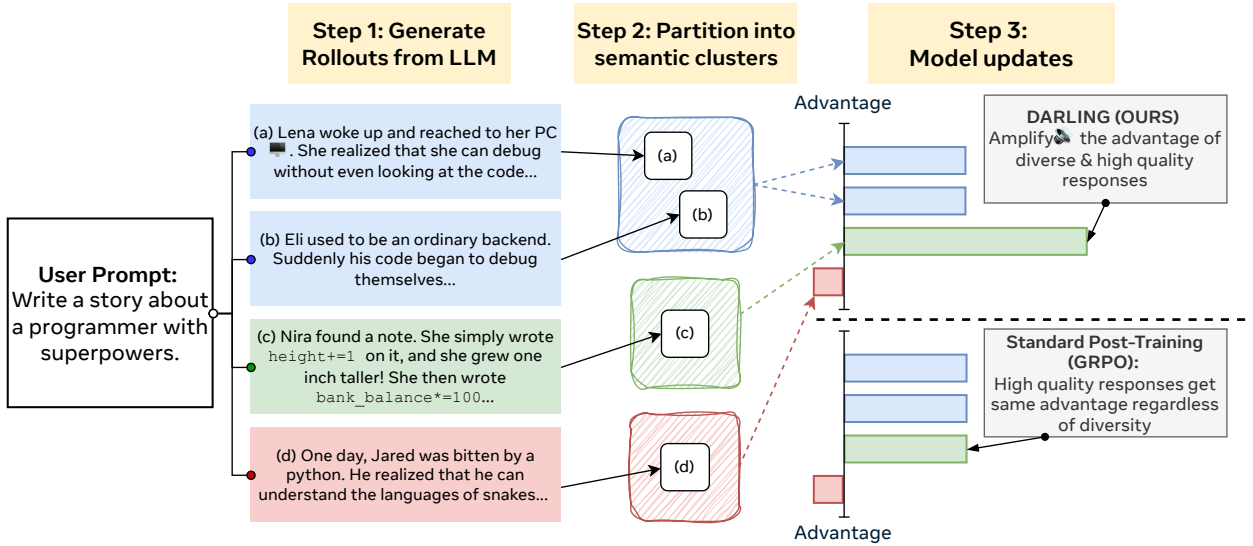 Step 1: Generate
Rollouts from LLM
Step 2: Partition into
semantic clusters
Step 3:
Model updates
User Prompt:
Write a story about
a programmer with
superpowers.
(a) Lena woke up and reached to her PC
🖥️ . She realized that she can debug
without even looking at the code...
(b) Eli used to be an ordinary backend.
Suddenly his code began to debug
themselves...
(c) Nira found a note. She simply wrote
height+=1 on it, and she grew one
inch taller! She then wrote
bank_balance*=100...
(d) One day, Jared was bitten by a
python. He realized that he can
understand the languages of snakes...
(a)
(b)
(c)
(d)
Advantage
DARLING (OURS)
Amplify🔊 the advantage of
diverse & high quality
responses
Standard Post-Training
(GRPO):
High quality responses get
same advantage regardless
of diversity
Advantage